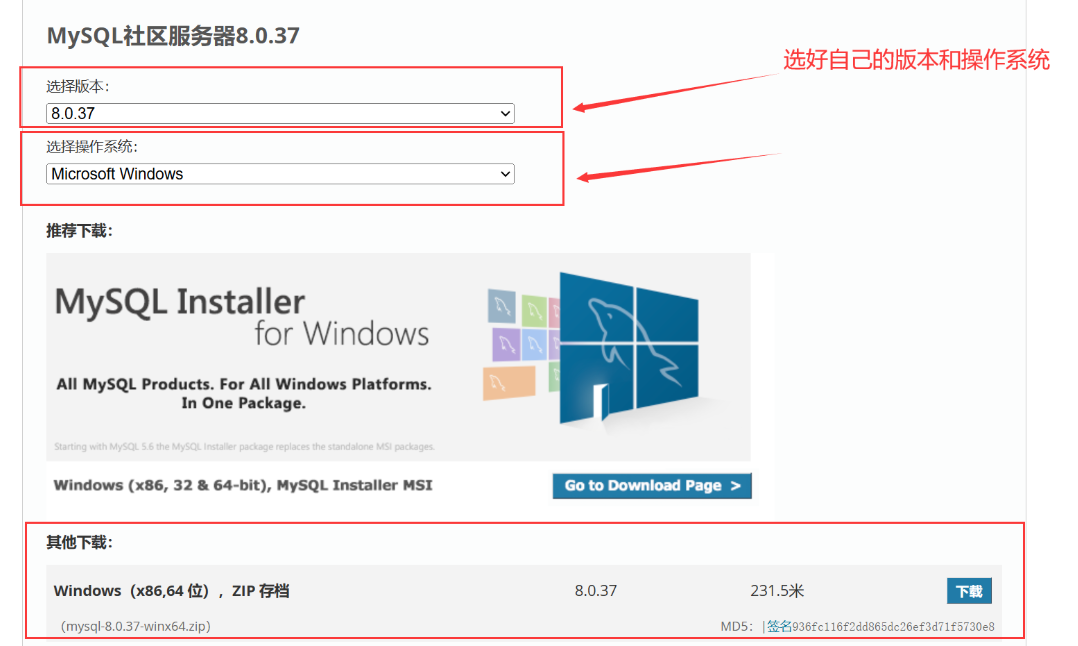 MySQL社区服务器8.0.37
选好自己的版本和操作系统
选择版本:
8.0.37
选择操作系统:
Microsoft Windows
推荐下载:
MySQL Installer
for Windows
All MySQL Products. For All Windows Platforms.
In One Package.
Starting with MySQL 5.6 the MySQL Installer package replaces the standalone MSI packages.
Windows (x86, 32 & 64-bit), MySQL Installer MSI
Go to Download Page >
其他下载:
Windows（x86,64 位）, ZIP 存档 8.0.37 231.5米 下载
（mysql-8.0.37-winx64.zip） MD5: |签名936fc116f2dd865dc26ef3d71f5730e8